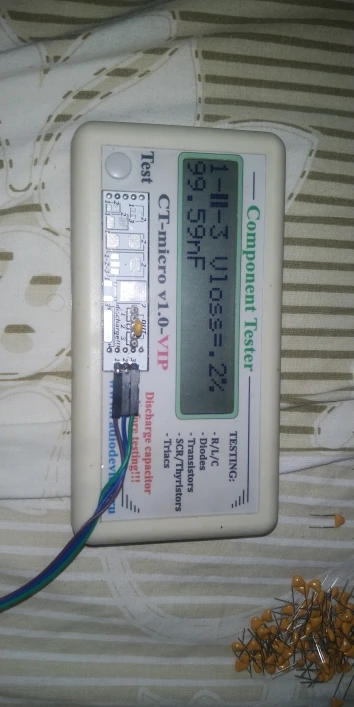 Component Tester
1-||-3 Vloss=.2%
99.59nF
CT-micro v1.0-VIP
Test
TESTING:
- R/L/C
- Diodes
- Transistors
- SCR/Thyristors
- Triacs
Discharge capacitor
before testing!!!